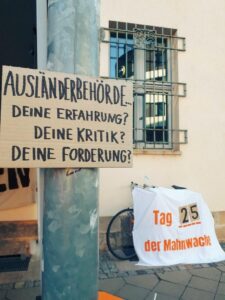 AUSLÄNDERBEHÖRDE...
DEINE ERFAHRUNG?
DEINE KRITIK?
DEINE FORDERUNG?
Tag 25
der Mahnwache